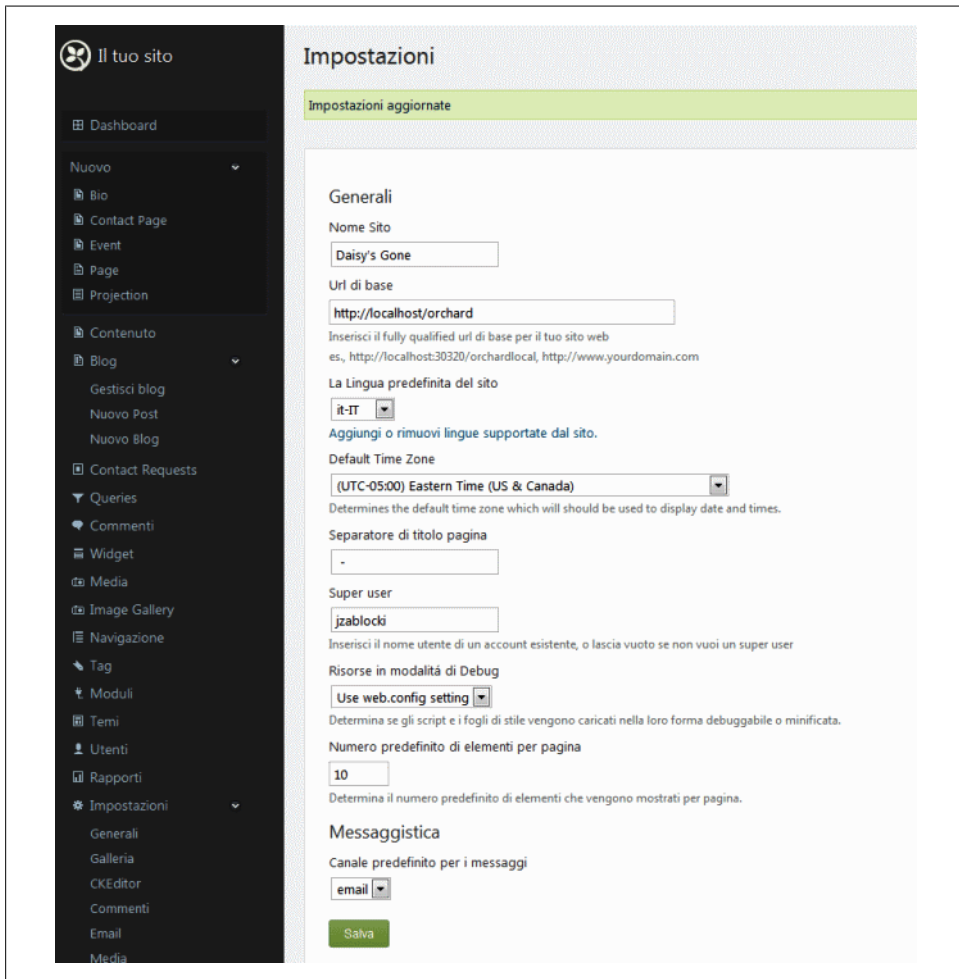 Il tuo sito
Dashboard
Nuovo
Bio
Contact Page
Event
Page
Projection
Contenuto
Blog
Gestisci blog
Nuovo Post
Nuovo Blog
Contact Requests
Queries
Commenti
Widget
Media
Image Gallery
Navigazione
Tag
Moduli
Temi
Utenti
Rapporti
Impostazioni
Generali
Galleria
CKEditor
Commenti
Email
Media
Impostazioni
Impostazioni aggiornate
Generali
Nome Sito
Daisy's Gone
Url di base
http://localhost/orchard
Inserisci il fully qualified url di base per il tuo sito web
es., http://localhost:30320/orchardlocal, http://www.yourdomain.com
La Lingua predefinita del sito
it-IT
Aggiungi o rimuovi lingue supportate dal sito.
Default Time Zone
(UTC-05:00) Eastern Time (US & Canada)
Determines the default time zone which will should be used to display date and times.
Separatore di titolo pagina
-
Super user
jzablocki
Inserisci il nome utente di un account esistente, o lascia vuoto se non vuoi un super user
Risorse in modalitá di Debug
Use web.config setting
Determina se gli script e i fogli di stile vengono caricati nella loro forma debuggabile o minificata.
Numero predefinito di elementi per pagina
10
Determina il numero predefinito di elementi che vengono mostrati per pagina.
Messaggistica
Canale predefinito per i messaggi
email
Salva